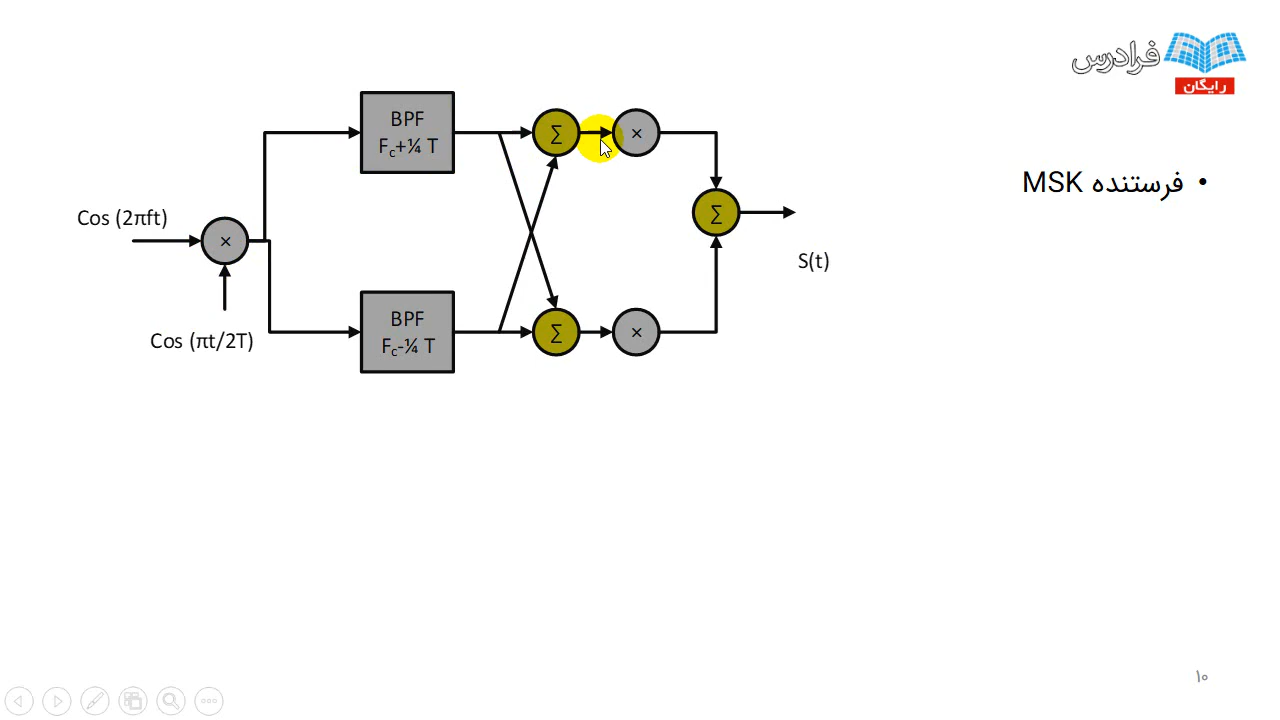 فرادرس
رایگان
• فرستنده MSK
BPF
Fc+¼ T
∑
×
Cos (2πft)
×
∑
S(t)
Cos (πt/2T)
BPF
Fc-¼ T
∑
×
۱۰